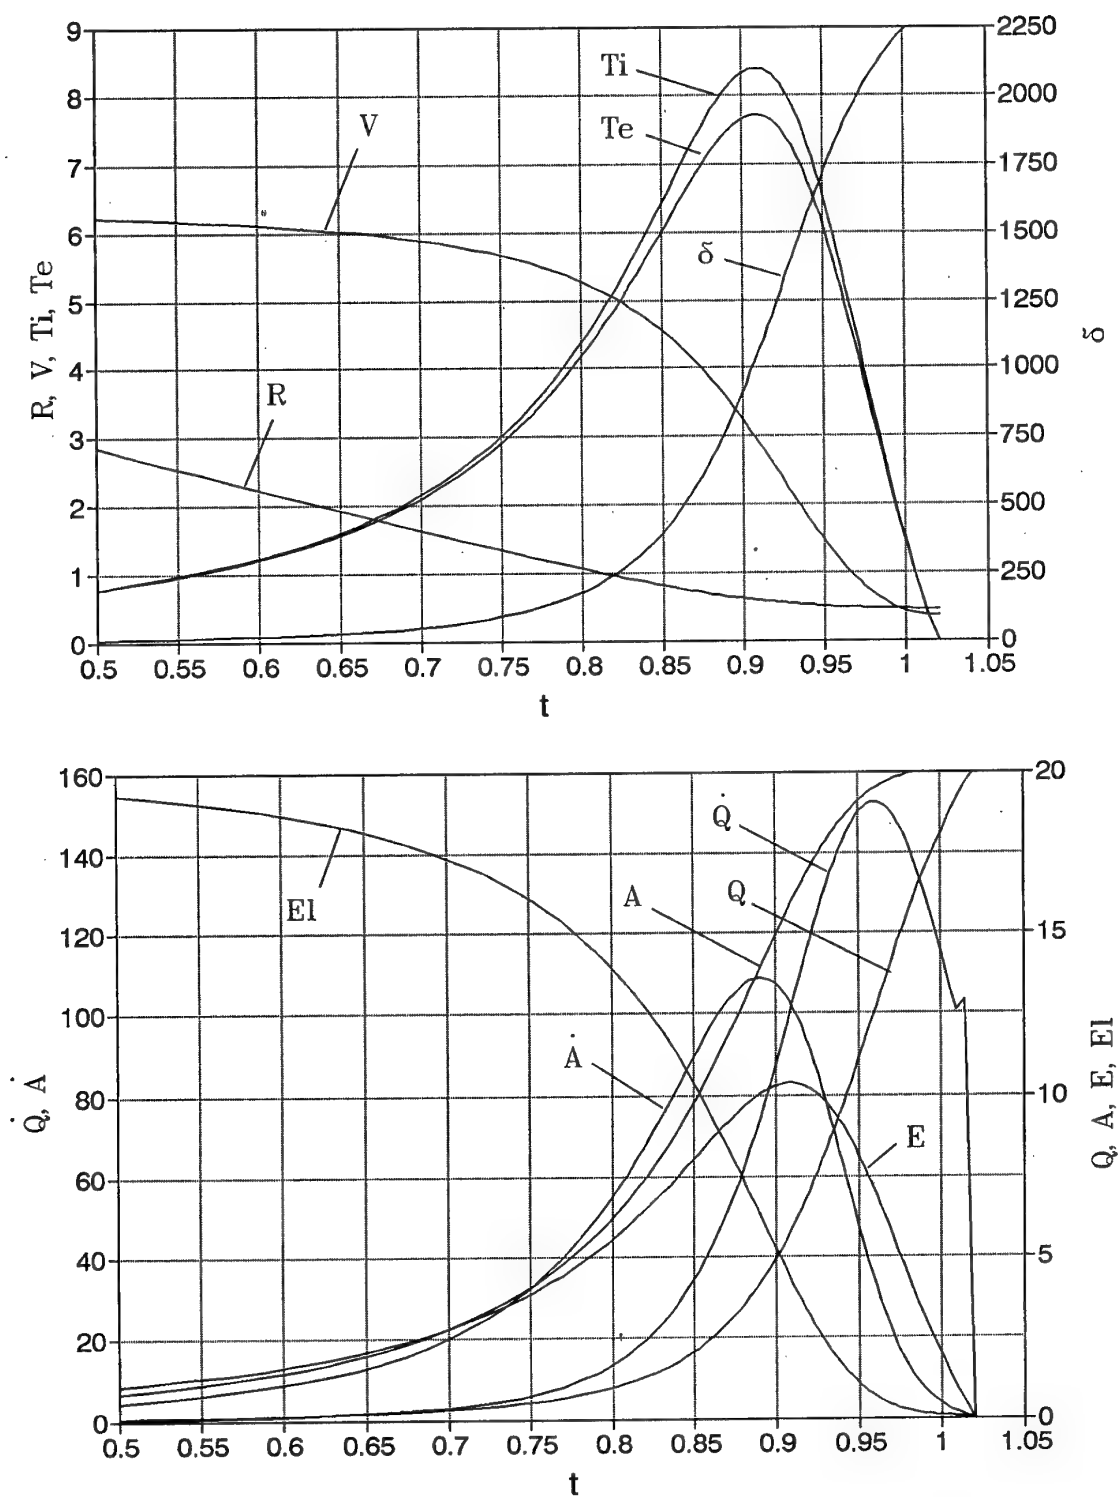 9 2250
Ti
8 2000
V Te
7 1750
6 1500
δ
5 1250
R, V, Ti, Te δ
4 1000
R
3 750
2 500
1 250
0 0
0.5 0.55 0.6 0.65 0.7 0.75 0.8 0.85 0.9 0.95 1 1.05
t
160 20
Q̇
140
A Q
El
120 15
100
Ȧ
Q̇, Ȧ Q, A, E, El
80 10
E
60
40 5
20
0 0
0.5 0.55 0.6 0.65 0.7 0.75 0.8 0.85 0.9 0.95 1 1.05
t